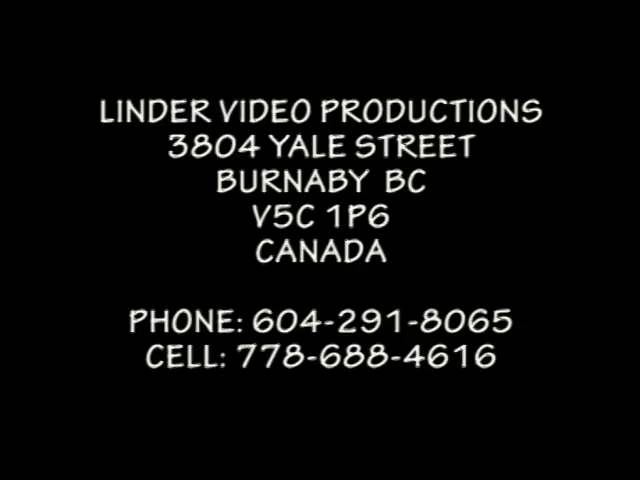 LINDER VIDEO PRODUCTIONS
3804 YALE STREET
BURNABY BC
V5C 1P6
CANADA
PHONE: 604-291-8065
CELL: 778-688-4616